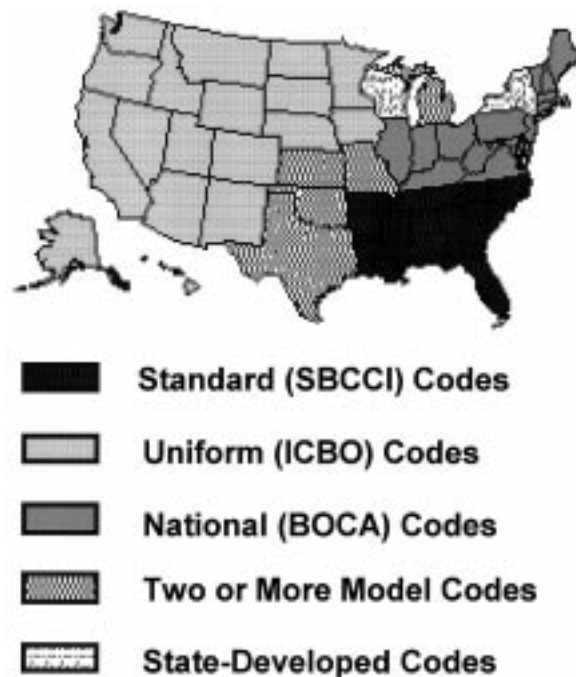 Standard (SBCCI) Codes
Uniform (ICBO) Codes
National (BOCA) Codes
Two or More Model Codes
State-Developed Codes